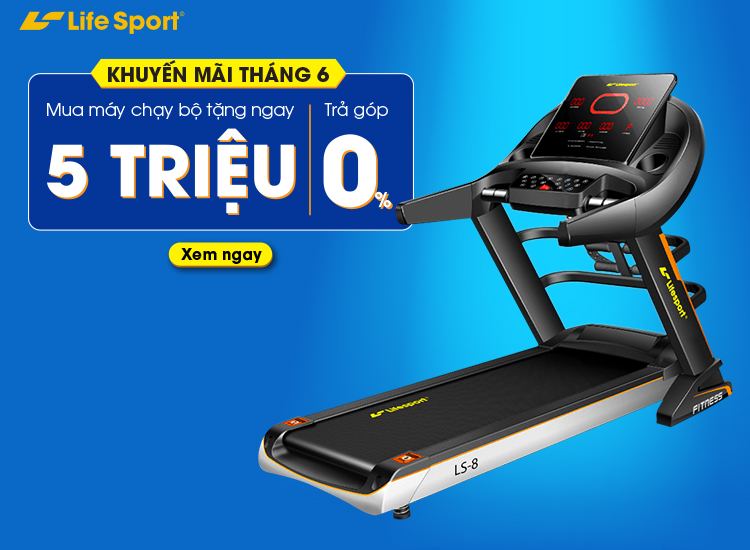 Life Sport®
KHUYẾN MÃI THÁNG 6
Mua máy chạy bộ tặng ngay
5 TRIỆU
Trả góp
0%
Xem ngay
Lifesport
Lifesport®
FITNESS
Lifesport®
LS-8